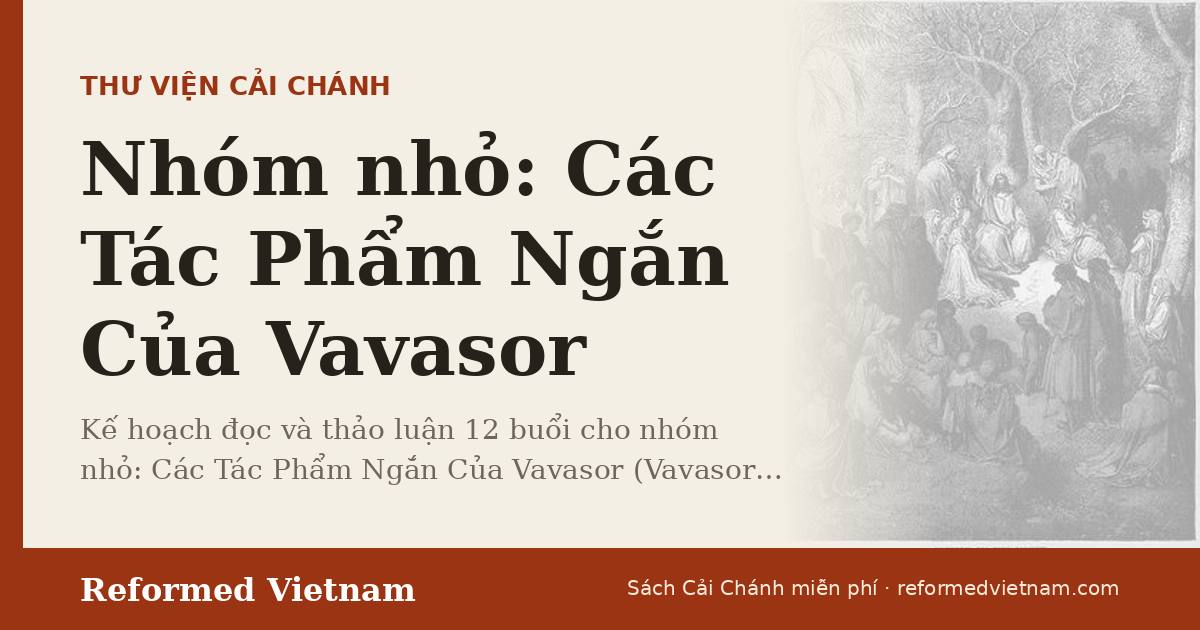 THƯ VIỆN CẢI CHÁNH
Nhóm nhỏ: Các
Tác Phẩm Ngắn
Của Vavasor
Kế hoạch đọc và thảo luận 12 buổi cho nhóm
nhỏ: Các Tác Phẩm Ngắn Của Vavasor (Vavasor...
Reformed Vietnam
Sách Cải Chánh miễn phí · reformedvietnam.com